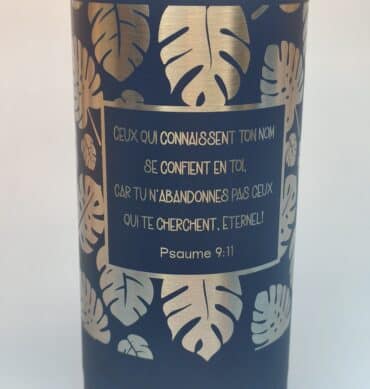 CEUX QUI CONNAISSENT TON NOM
SE CONFIENT EN TOI,
CAR TU N'ABANDONNES PAS CEUX
QUI TE CHERCHENT, ETERNEL!
Psaume 9:11